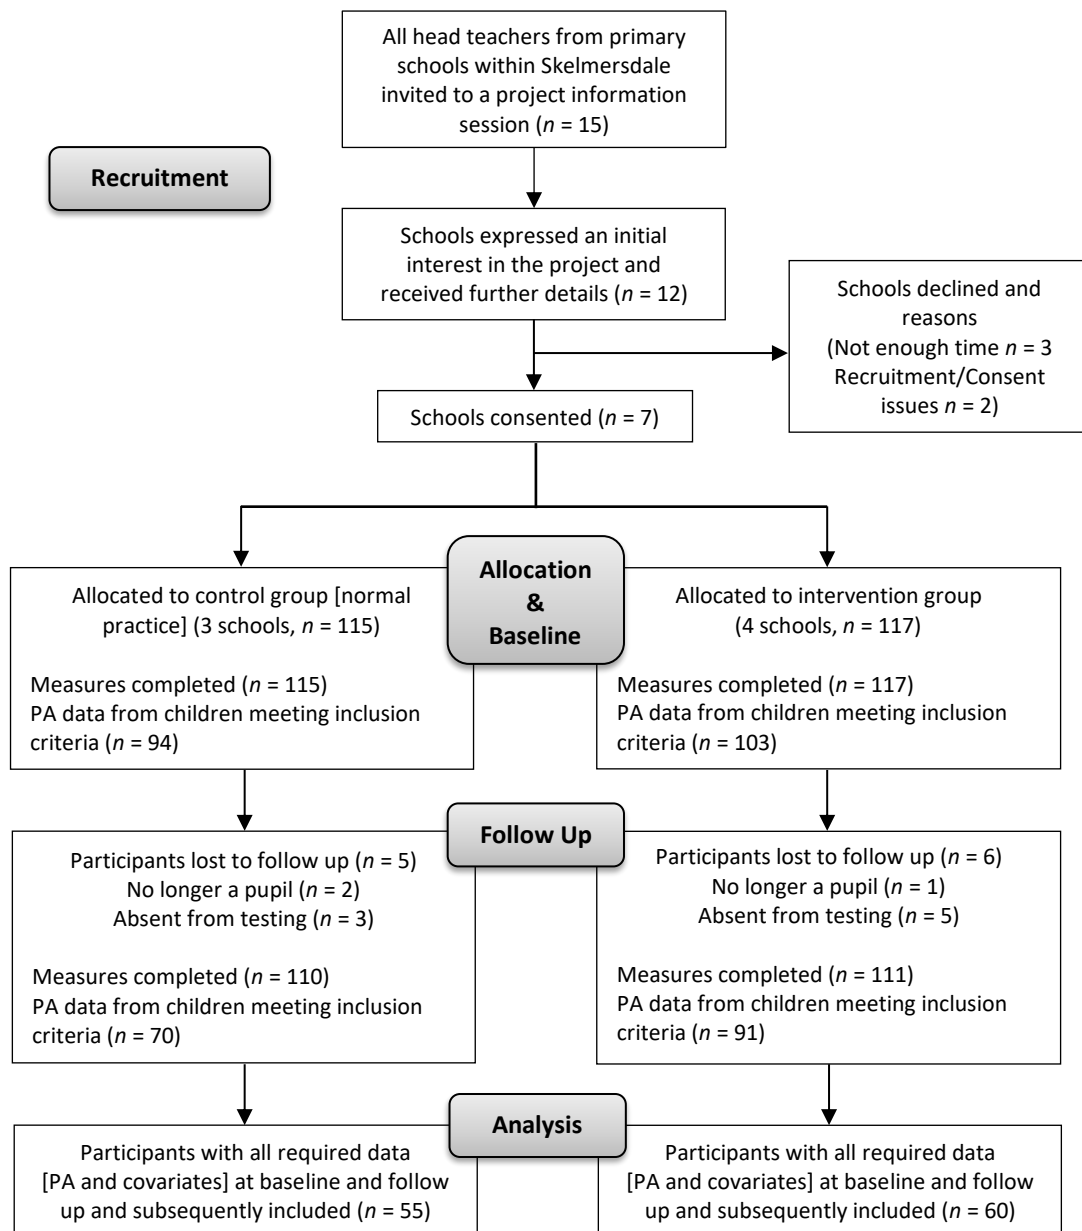 All head teachers from primary
schools within Skelmersdale
invited to a project information
session (n = 15)
Recruitment
Schools expressed an initial
interest in the project and
received further details (n = 12)
Schools declined and
reasons
(Not enough time n = 3
Recruitment/Consent
issues n = 2)
Schools consented (n = 7)
Allocation
&
Baseline
Allocated to control group [normal
practice] (3 schools, n = 115)
Measures completed (n = 115)
PA data from children meeting inclusion
criteria (n = 94)
Allocated to intervention group
(4 schools, n = 117)
Measures completed (n = 117)
PA data from children meeting inclusion
criteria (n = 103)
Follow Up
Participants lost to follow up (n = 5)
No longer a pupil (n = 2)
Absent from testing (n = 3)
Measures completed (n = 110)
PA data from children meeting inclusion
criteria (n = 70)
Participants lost to follow up (n = 6)
No longer a pupil (n = 1)
Absent from testing (n = 5)
Measures completed (n = 111)
PA data from children meeting inclusion
criteria (n = 91)
Analysis
Participants with all required data
[PA and covariates] at baseline and follow
up and subsequently included (n = 55)
Participants with all required data
[PA and covariates] at baseline and follow
up and subsequently included (n = 60)